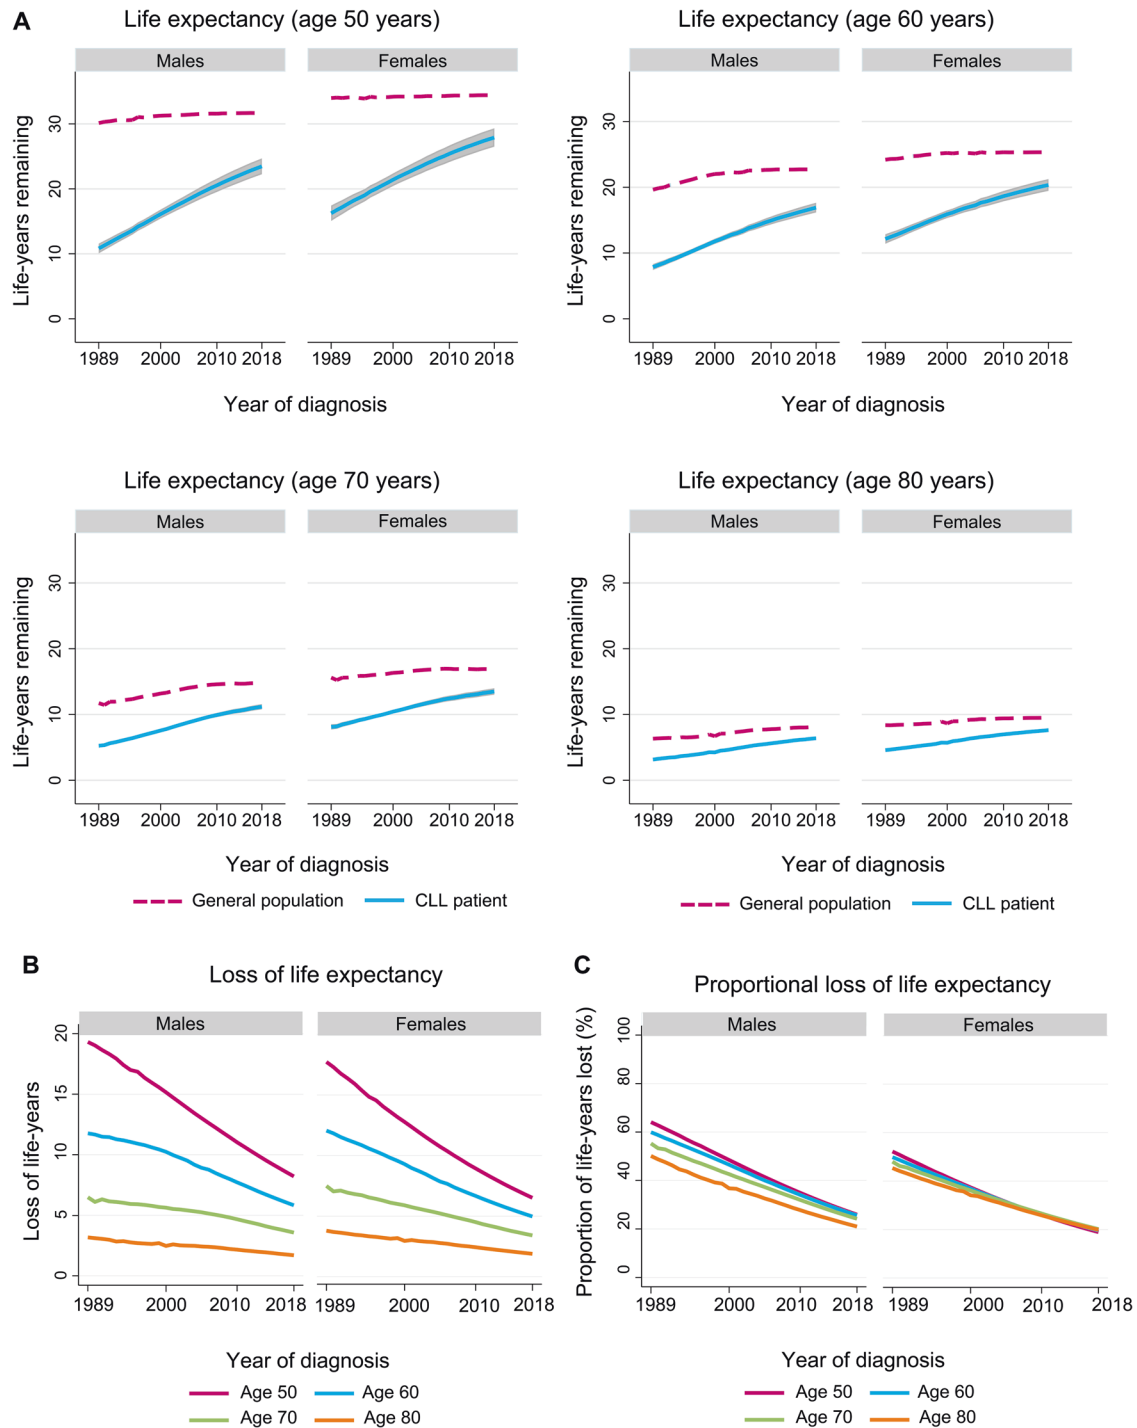 A
Life expectancy (age 50 years)
Males
Females
Life-years remaining
30
20
10
0
1989 2000 2010 2018
1989 2000 2010 2018
Year of diagnosis
Life expectancy (age 60 years)
Males
Females
Life-years remaining
30
20
10
0
1989 2000 2010 2018
1989 2000 2010 2018
Year of diagnosis
Life expectancy (age 70 years)
Males
Females
Life-years remaining
30
20
10
0
1989 2000 2010 2018
1989 2000 2010 2018
Year of diagnosis
General population CLL patient
Life expectancy (age 80 years)
Males
Females
Life-years remaining
30
20
10
0
1989 2000 2010 2018
1989 2000 2010 2018
Year of diagnosis
General population CLL patient
B
Loss of life expectancy
Males
Females
Loss of life-years
20
15
10
5
0
1989 2000 2010 2018
1989 2000 2010 2018
Year of diagnosis
Age 50 Age 60
Age 70 Age 80
C
Proportional loss of life expectancy
Males
Females
Proportion of life-years lost (%)
100
80
60
40
20
0
1989 2000 2010 2018
1989 2000 2010 2018
Year of diagnosis
Age 50 Age 60
Age 70 Age 80